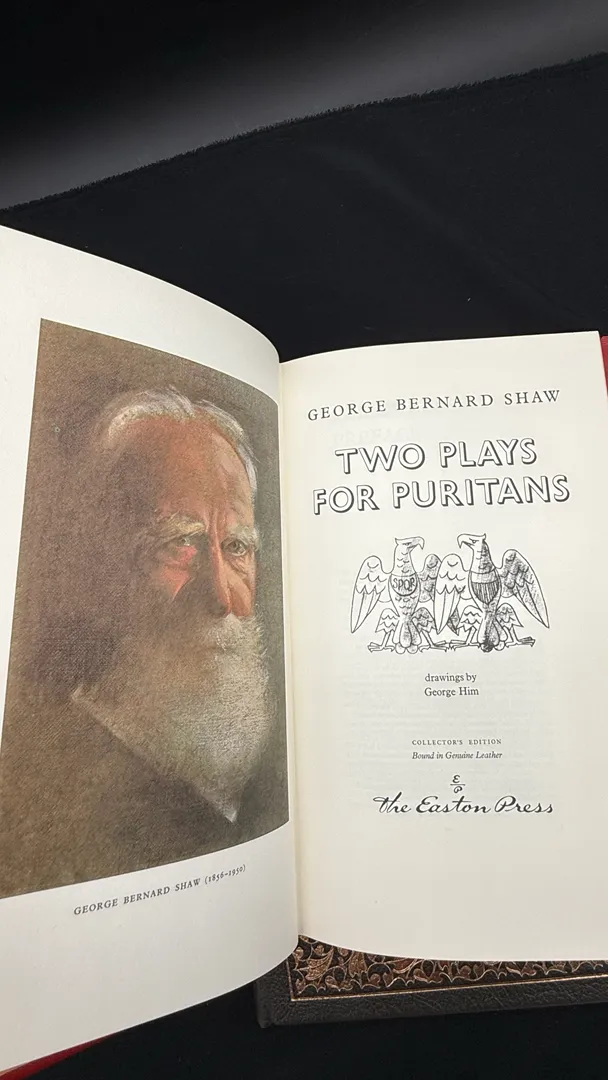 GEORGE BERNARD SHAW (1856–1950)
GEORGE BERNARD SHAW
TWO PLAYS
FOR PURITANS
SPQR
drawings by
George Him
COLLECTOR'S EDITION
Bound in Genuine Leather
E
P
the Easton Press